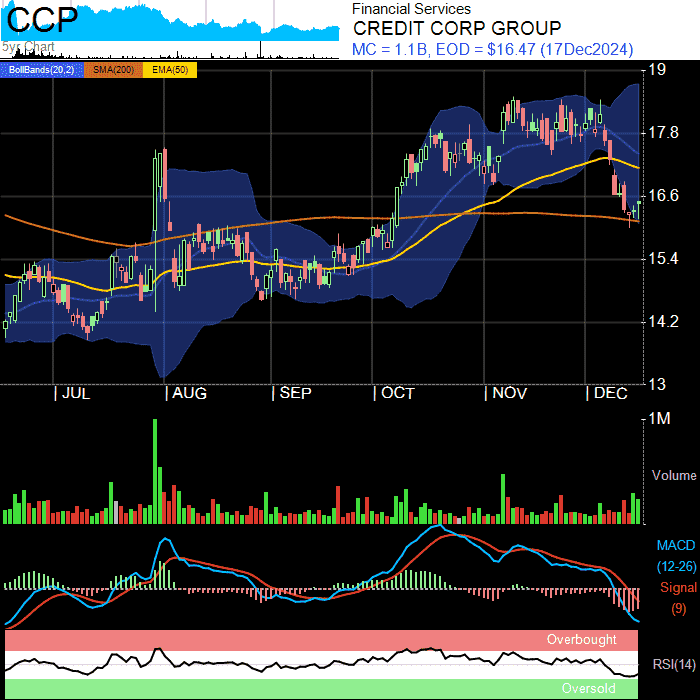 CCP
5yr Chart
Financial Services
CREDIT CORP GROUP
MC = 1.1B, EOD = $16.47 (17Dec2024)
BollBands(20,2) SMA(200) EMA(50)
19
17.8
16.6
15.4
14.2
13
| JUL | AUG | SEP | OCT | NOV | DEC
1M
Volume
MACD
(12-26)
Signal
(9)
Overbought
RSI(14)
Oversold